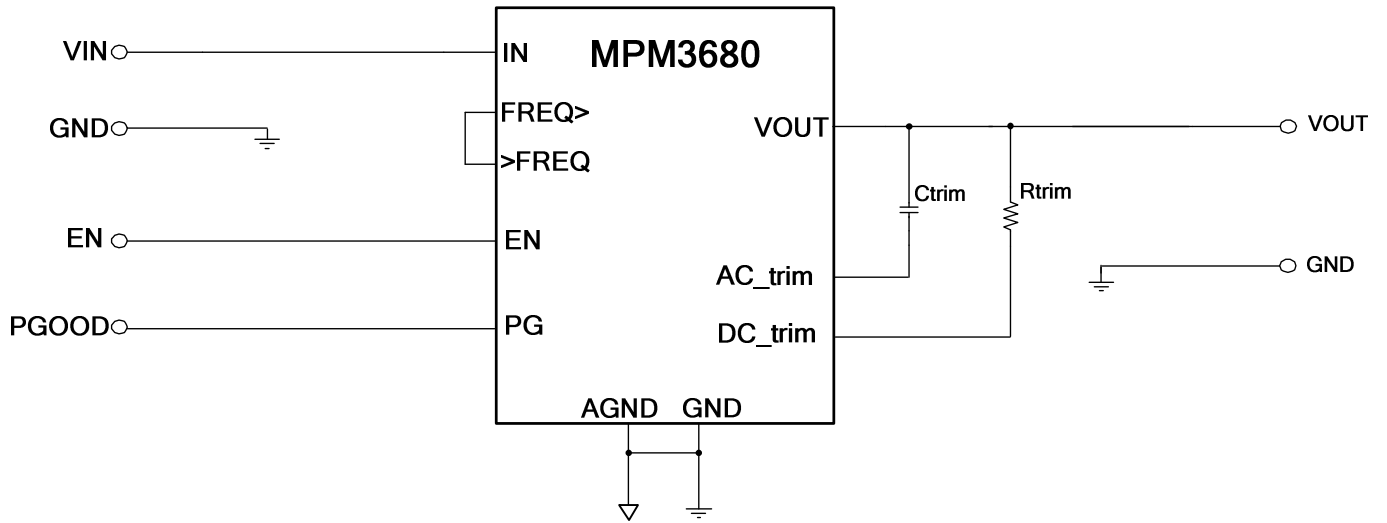 VIN
IN
MPM3680
FREQ>
GND
>FREQ
VOUT
VOUT
Ctrim
Rtrim
EN
EN
AC_trim
GND
PGOOD
PG
DC_trim
AGND
GND